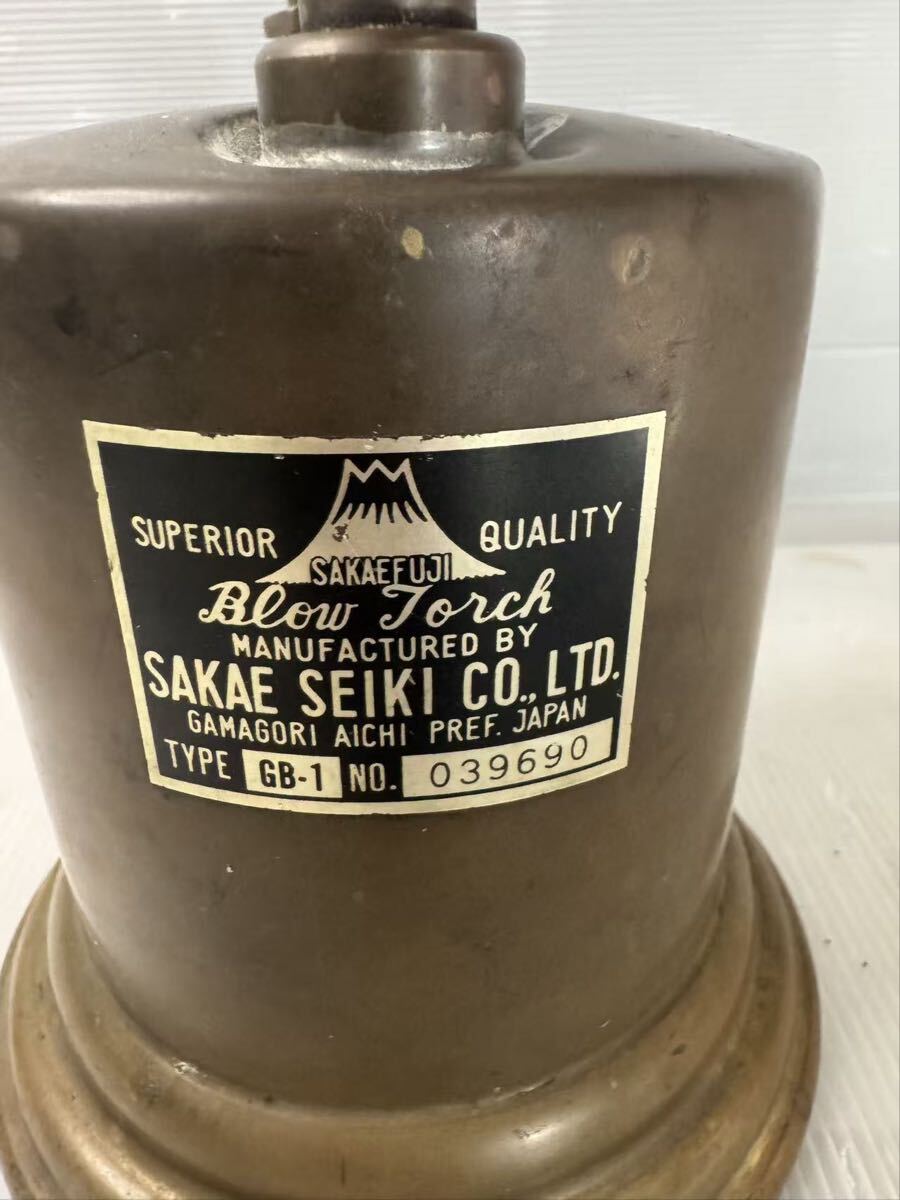 SUPERIOR QUALITY
SAKAEFUJI
Blow Torch
MANUFACTURED BY
SAKAE SEIKI CO., LTD.
GAMAGORI AICHI PREF. JAPAN
TYPE GB-1 NO. 039690